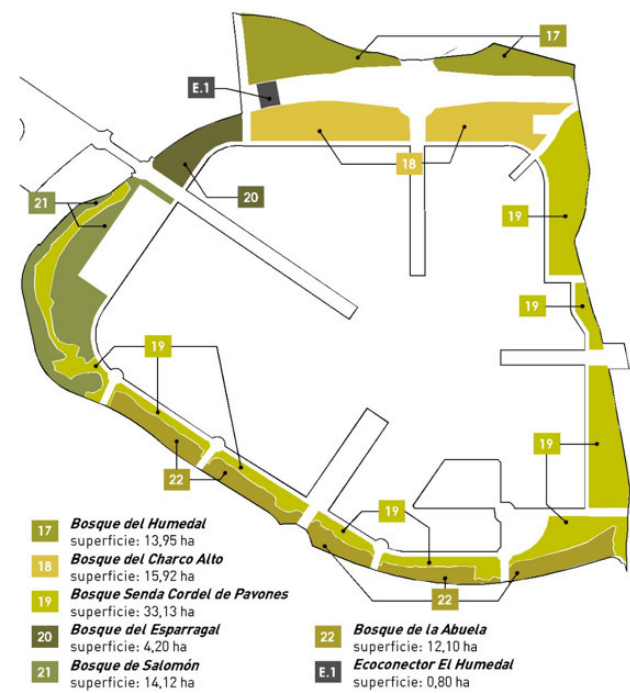 17
E.1
18
20
21
19
19
19
22
19
19
22
17 Bosque del Humedal
superficie: 13,95 ha
18 Bosque del Charco Alto
superficie: 15,92 ha
19 Bosque Senda Cordel de Pavones
superficie: 33,13 ha
20 Bosque del Esparragal
superficie: 4,20 ha
21 Bosque de Salomón
superficie: 14,12 ha
22 Bosque de la Abuela
superficie: 12,10 ha
E.1 Ecoconector El Humedal
superficie: 0,80 ha